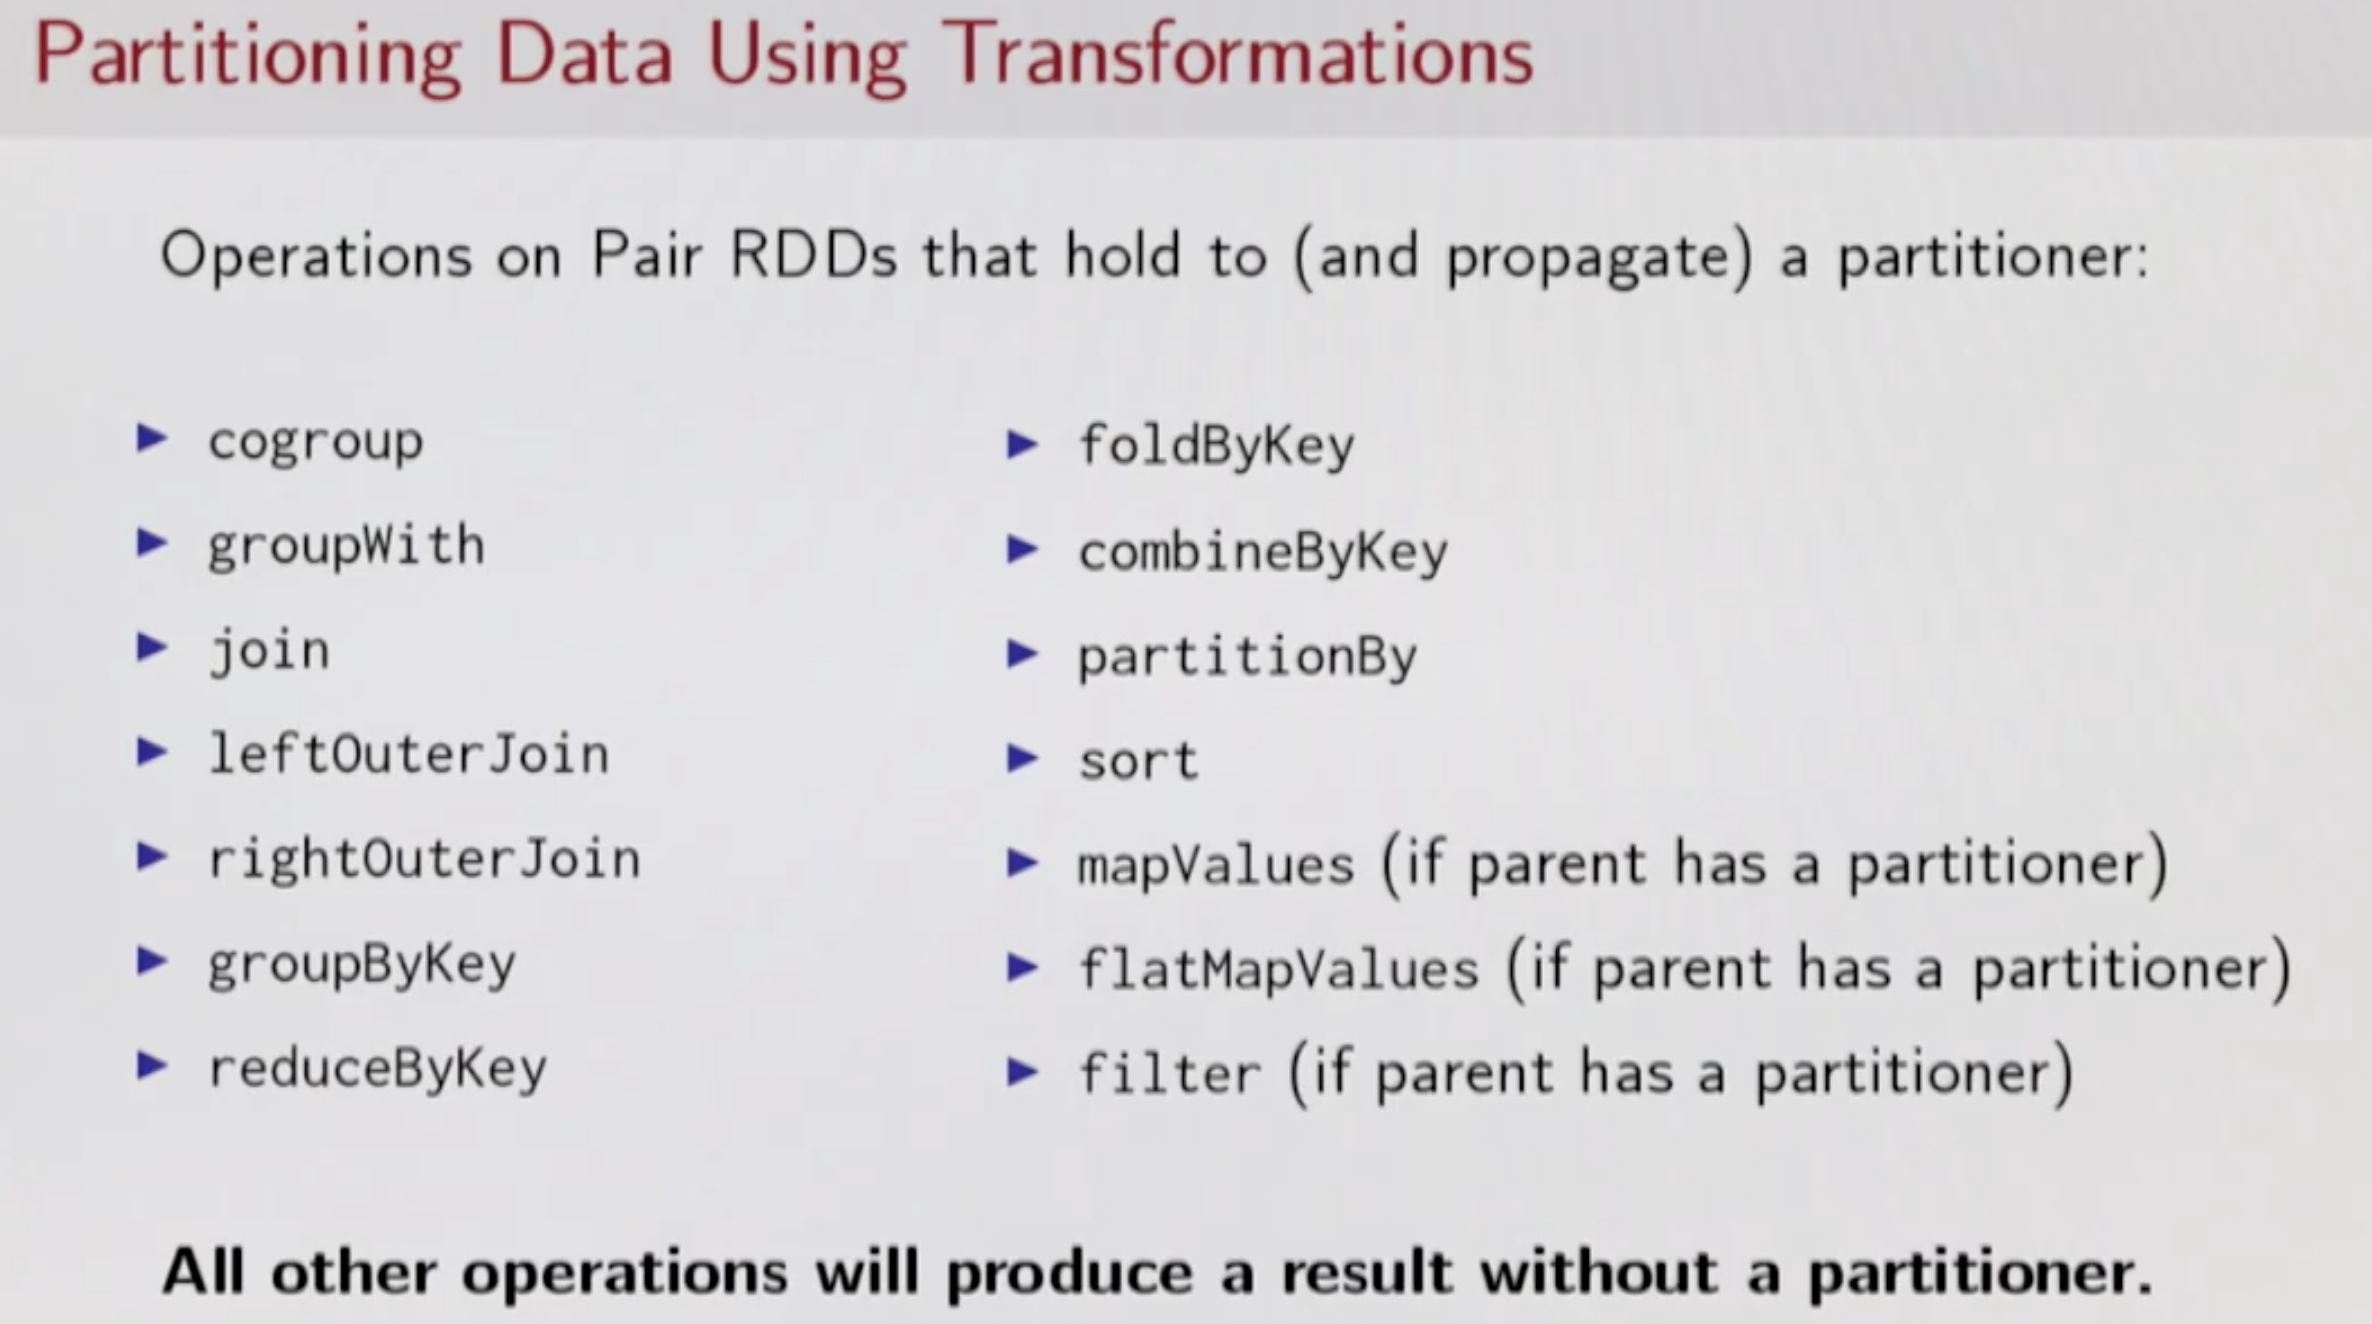 Partitioning Data Using Transformations
Operations on Pair RDDs that hold to (and propagate) a partitioner:
cogroup
groupWith
join
leftOuterJoin
rightOuterJoin
groupByKey
reduceByKey
foldByKey
combineByKey
partitionBy
sort
mapValues (if parent has a partitioner)
flatMapValues (if parent has a partitioner)
filter (if parent has a partitioner)
All other operations will produce a result without a partitioner.